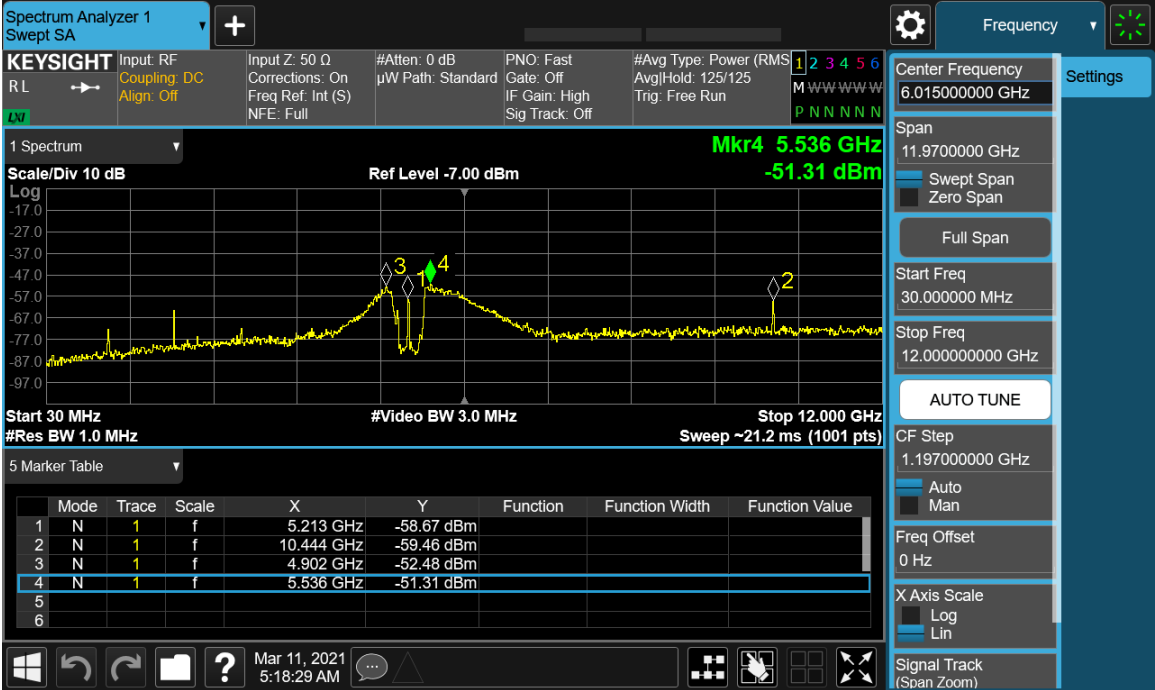 Spectrum Analyzer 1
Swept SA
+
Frequency
KEYSIGHT
R L
LXI
Input: RF
Coupling: DC
Align: Off
Input Z: 50 Ω
Corrections: On
Freq Ref: Int (S)
NFE: Full
#Atten: 0 dB
µW Path: Standard
PNO: Fast
Gate: Off
IF Gain: High
Sig Track: Off
#Avg Type: Power (RMS
Avg|Hold: 125/125
Trig: Free Run
1 2 3 4 5 6
M W W W W W
P N N N N N
1 Spectrum
Mkr4 5.536 GHz
-51.31 dBm
Scale/Div 10 dB
Ref Level -7.00 dBm
Log
-17.0
-27.0
-37.0
-47.0
-57.0
-67.0
-77.0
-87.0
-97.0
3
1
4
2
Start 30 MHz
#Video BW 3.0 MHz
Stop 12.000 GHz
#Res BW 1.0 MHz
Sweep ~21.2 ms (1001 pts)
5 Marker Table
Mode Trace Scale X Y Function Function Width Function Value
1 N 1 f 5.213 GHz -58.67 dBm
2 N 1 f 10.444 GHz -59.46 dBm
3 N 1 f 4.902 GHz -52.48 dBm
4 N 1 f 5.536 GHz -51.31 dBm
5
6
?
Mar 11, 2021
5:18:29 AM
Center Frequency
6.015000000 GHz
Settings
Span
11.9700000 GHz
Swept Span
Zero Span
Full Span
Start Freq
30.000000 MHz
Stop Freq
12.000000000 GHz
AUTO TUNE
CF Step
1.197000000 GHz
Auto
Man
Freq Offset
0 Hz
X Axis Scale
Log
Lin
Signal Track
(Span Zoom)